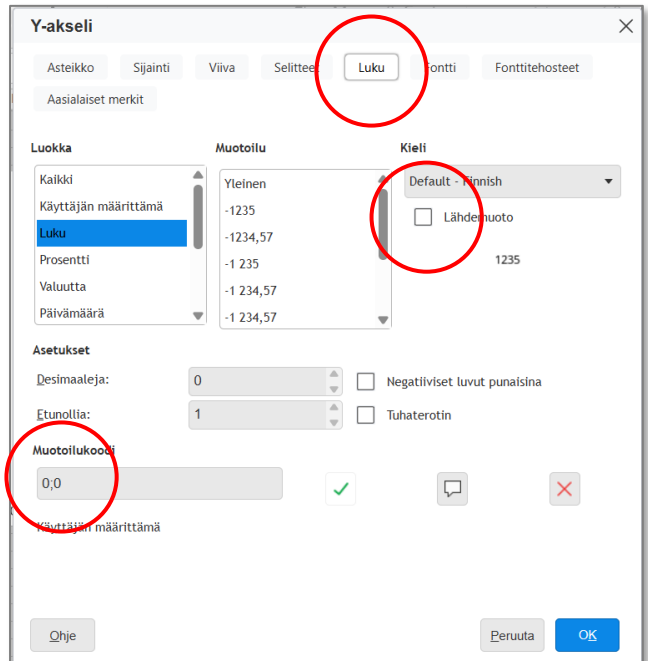 Y-akseli
Asteikko Sijainti Viiva Selitteet Luku Fontti Fonttitehosteet
Aasialaiset merkit
Luokka Muotoilu Kieli
Kaikki Yleinen Default - Finnish
Käyttäjän määrittämä -1235 Lähdemuoto
Luku -1234,57
Prosentti -1 235 1235
Valuutta -1 234,57
Päivämäärä -1 234,57
Asetukset
Desimaaleja: 0 Negatiiviset luvut punaisina
Etunollia: 1 Tuhaterotin
Muotoilukoodi
0;0
Käyttäjän määrittämä
Ohje Peruuta OK